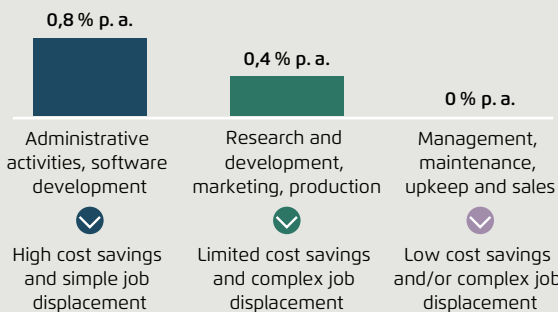 0,8 % p. a.
0,4 % p. a.
0 % p. a.
Administrative
activities, software
development
Research and
development,
marketing, production
Management,
maintenance,
upkeep and sales
High cost savings
and simple job
displacement
Limited cost savings
and complex job
displacement
Low cost savings
and/or complex job
displacement